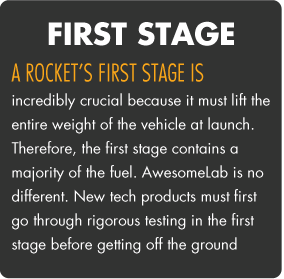 FIRST STAGE
A ROCKET'S FIRST STAGE IS
incredibly crucial because it must lift the
entire weight of the vehicle at launch.
Therefore, the first stage contains a
majority of the fuel. AwesomeLab is no
different. New tech products must first
go through rigorous testing in the first
stage before getting off the ground